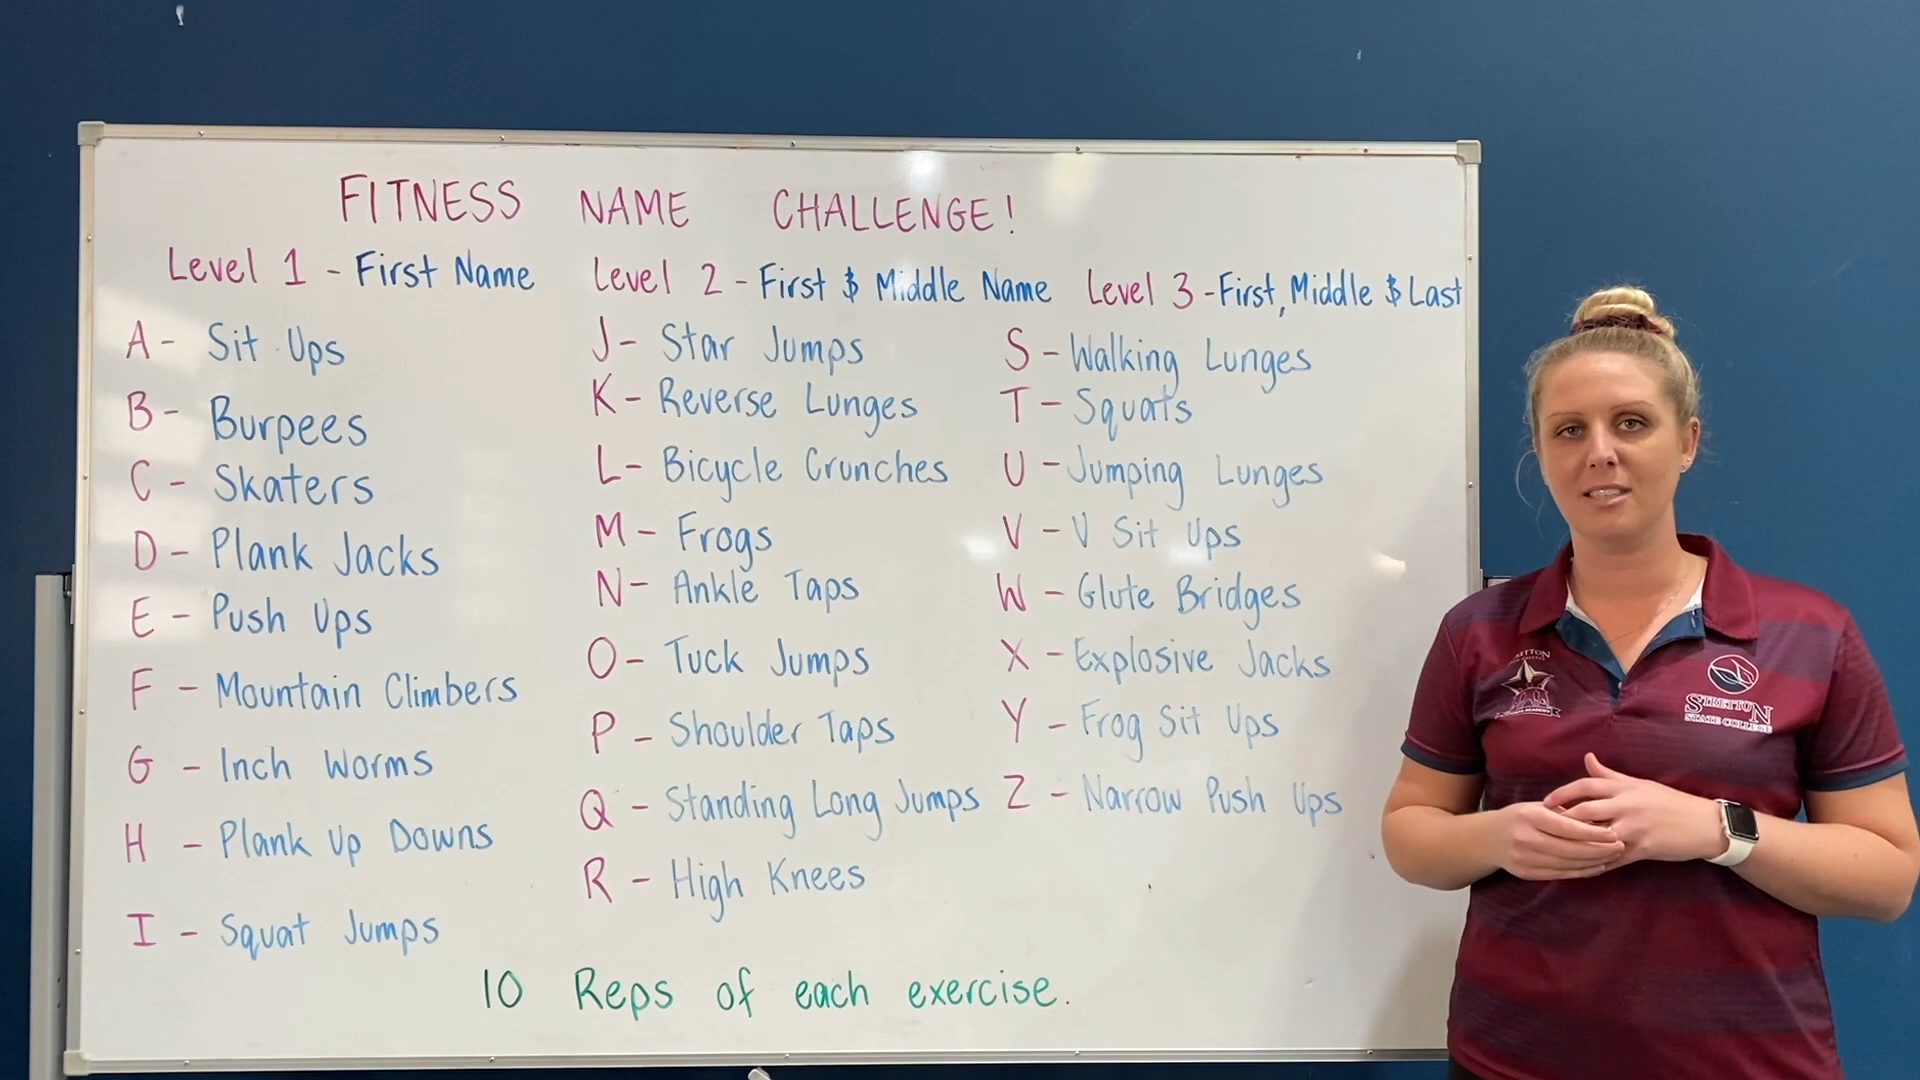 FITNESS NAME CHALLENGE!
Level 1 - First Name
Level 2 - First & Middle Name
Level 3 - First, Middle & Last
A - Sit Ups
B - Burpees
C - Skaters
D - Plank Jacks
E - Push Ups
F - Mountain Climbers
G - Inch Worms
H - Plank Up Downs
I - Squat Jumps
J - Star Jumps
K - Reverse Lunges
L - Bicycle Crunches
M - Frogs
N - Ankle Taps
O - Tuck Jumps
P - Shoulder Taps
Q - Standing Long Jumps
R - High Knees
S - Walking Lunges
T - Squats
U - Jumping Lunges
V - V Sit Ups
W - Glute Bridges
X - Explosive Jacks
Y - Frog Sit Ups
Z - Narrow Push Ups
10 Reps of each exercise.
STRETTON
STATE COLLEGE